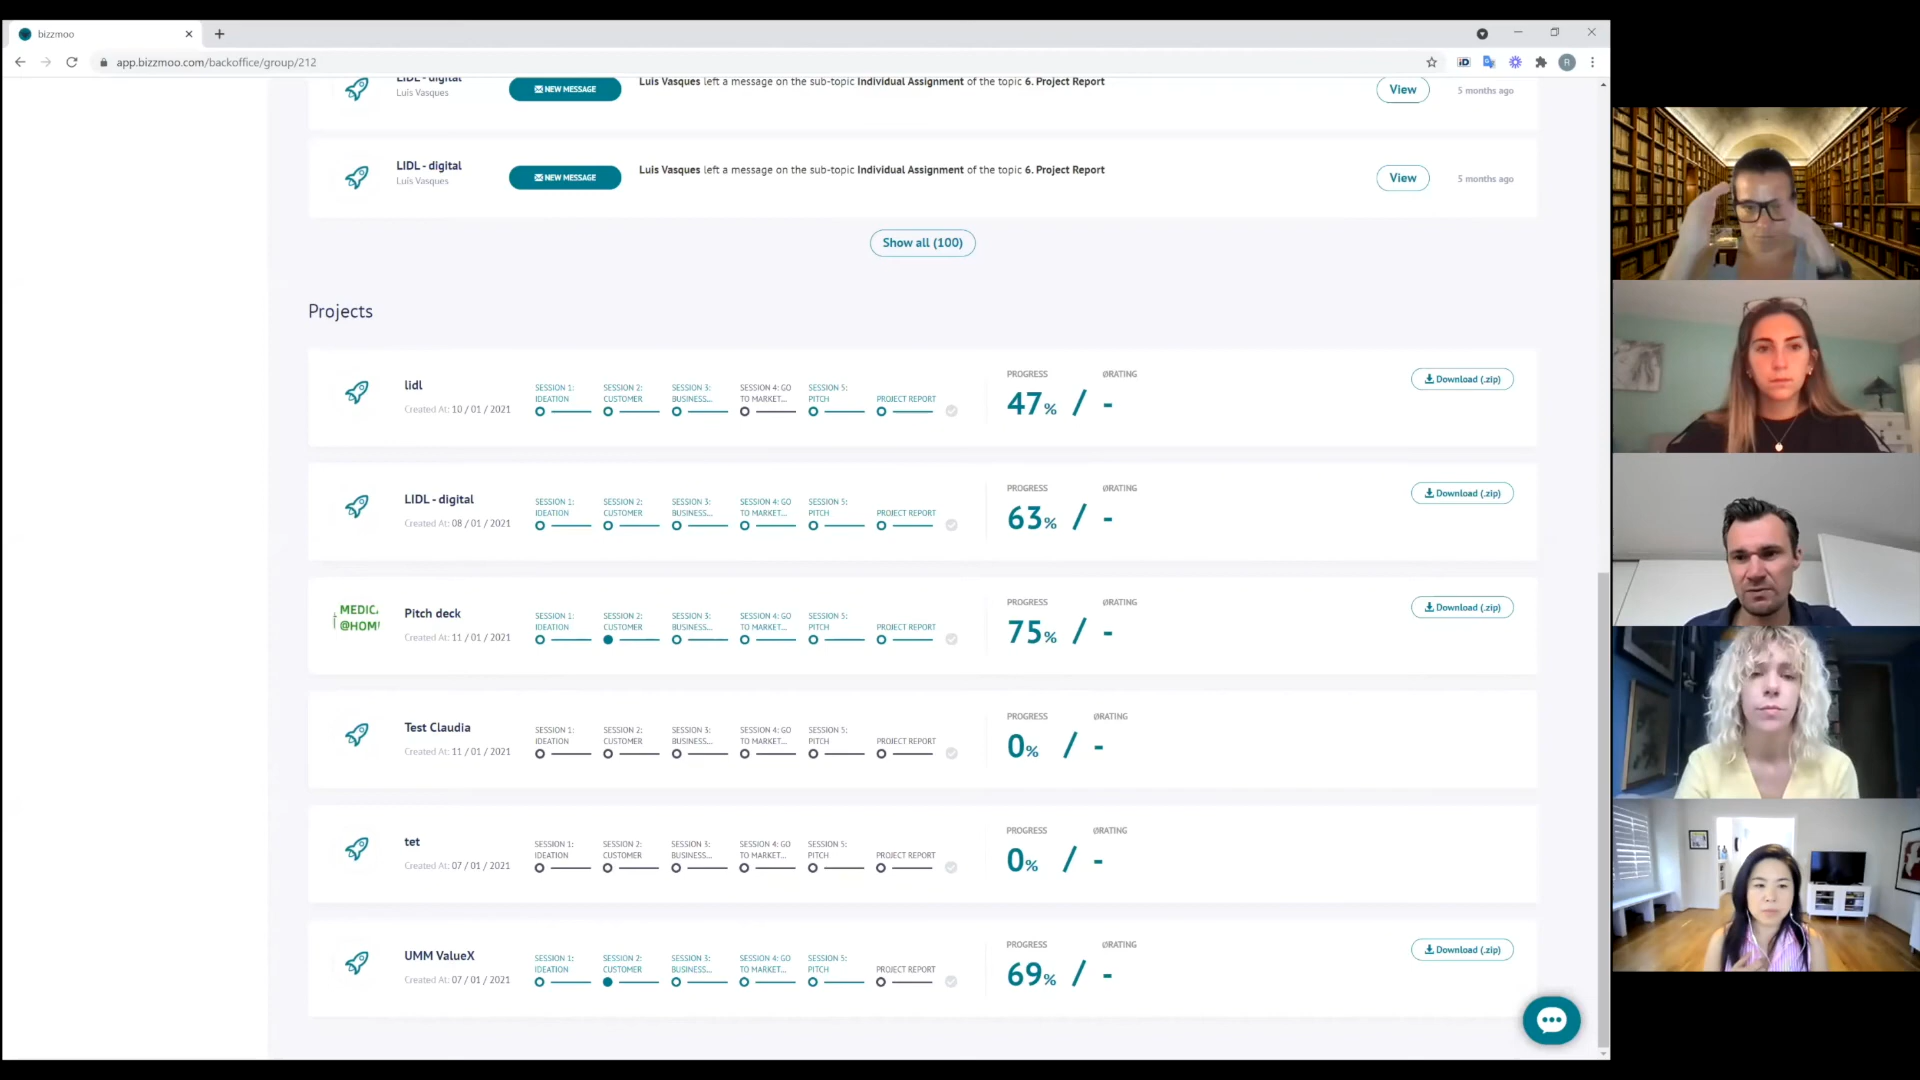 bizzmoo
app.bizzmoo.com/backoffice/group/212
LIDL - digital
Luís Vasques
NEW MESSAGE
Luís Vasques left a message on the sub-topic Individual Assignment of the topic 6. Project Report
View
5 months ago
LIDL - digital
Luís Vasques
NEW MESSAGE
Luís Vasques left a message on the sub-topic Individual Assignment of the topic 6. Project Report
View
5 months ago
Show all (100)
Projects
lidl
Created At: 10 / 01 / 2021
SESSION 1: IDEATION
SESSION 2: CUSTOMER
SESSION 3: BUSINESS...
SESSION 4: GO TO MARKET...
SESSION 5: PITCH
PROJECT REPORT
PROGRESS
ØRATING
47% / -
Download (.zip)
LIDL - digital
Created At: 08 / 01 / 2021
SESSION 1: IDEATION
SESSION 2: CUSTOMER
SESSION 3: BUSINESS...
SESSION 4: GO TO MARKET...
SESSION 5: PITCH
PROJECT REPORT
PROGRESS
ØRATING
63% / -
Download (.zip)
MEDIC
@HOM
Pitch deck
Created At: 11 / 01 / 2021
SESSION 1: IDEATION
SESSION 2: CUSTOMER
SESSION 3: BUSINESS...
SESSION 4: GO TO MARKET...
SESSION 5: PITCH
PROJECT REPORT
PROGRESS
ØRATING
75% / -
Download (.zip)
Test Claudia
Created At: 11 / 01 / 2021
SESSION 1: IDEATION
SESSION 2: CUSTOMER
SESSION 3: BUSINESS...
SESSION 4: GO TO MARKET...
SESSION 5: PITCH
PROJECT REPORT
PROGRESS
ØRATING
0% / -
tet
Created At: 07 / 01 / 2021
SESSION 1: IDEATION
SESSION 2: CUSTOMER
SESSION 3: BUSINESS...
SESSION 4: GO TO MARKET...
SESSION 5: PITCH
PROJECT REPORT
PROGRESS
ØRATING
0% / -
UMM ValueX
Created At: 07 / 01 / 2021
SESSION 1: IDEATION
SESSION 2: CUSTOMER
SESSION 3: BUSINESS...
SESSION 4: GO TO MARKET...
SESSION 5: PITCH
PROJECT REPORT
PROGRESS
ØRATING
69% / -
Download (.zip)